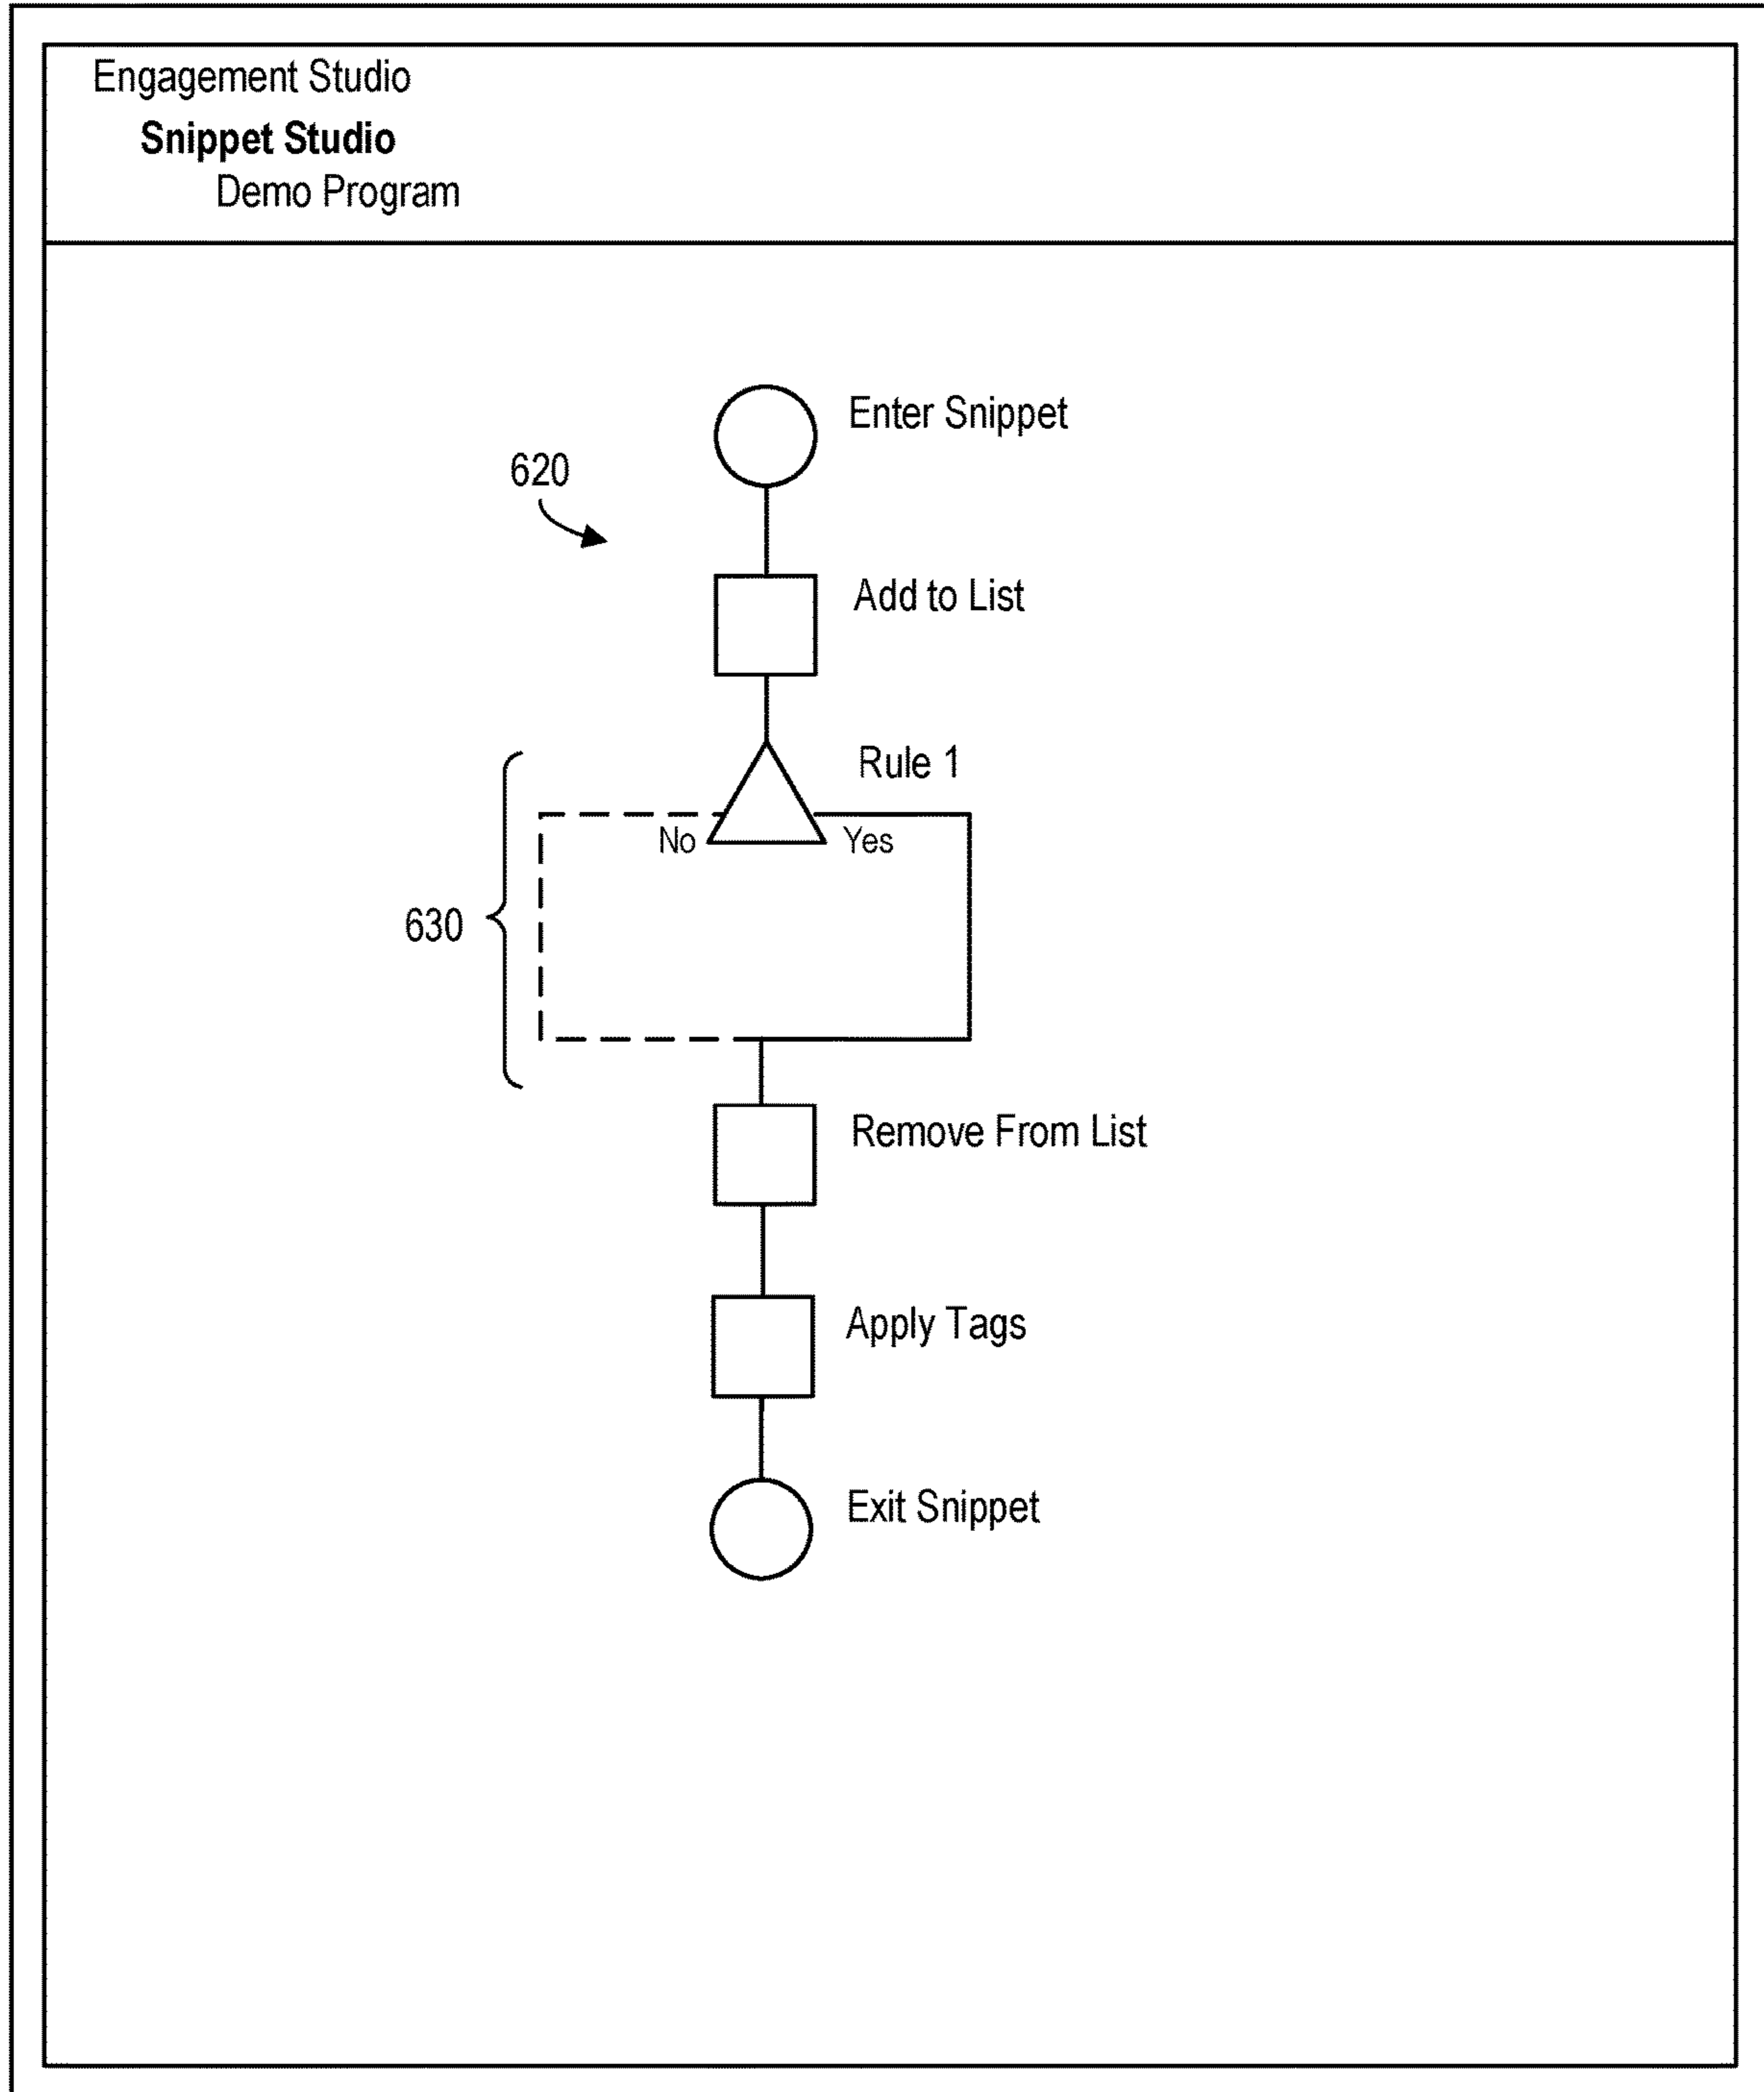 Engagement Studio
Snippet Studio
Demo Program
Enter Snippet
620
Add to List
Rule 1
No
Yes
630
Remove From List
Apply Tags
Exit Snippet